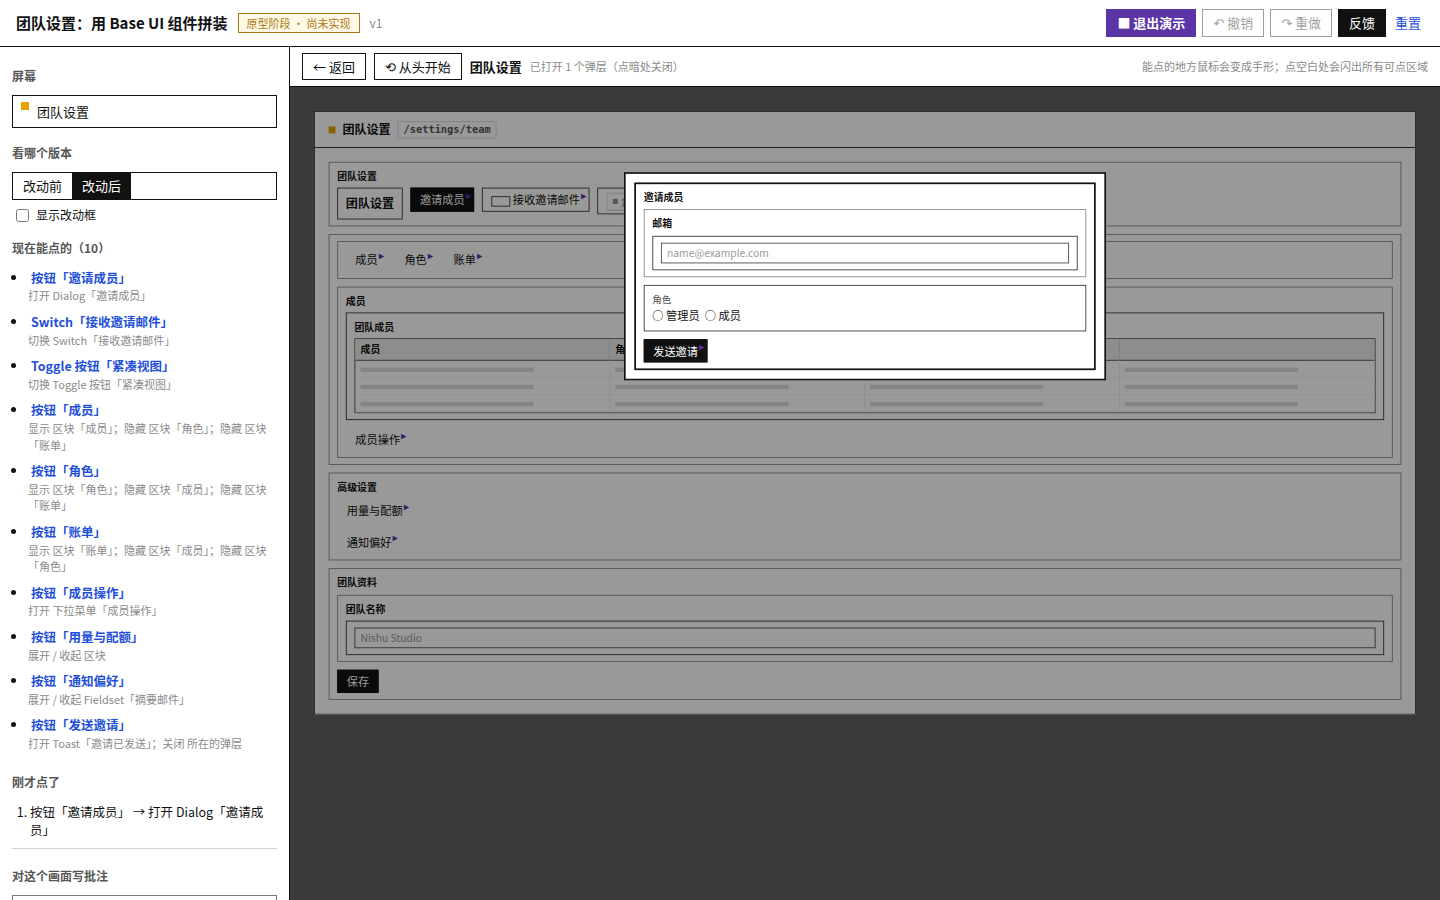 团队设置：用 Base UI 组件拼装
原型阶段 · 尚未实现
v1
■ 退出演示
↶ 撤销
↷ 重做
反馈
重置
屏幕
团队设置
看哪个版本
改动前
改动后
显示改动框
现在能点的（10）
按钮「邀请成员」
打开 Dialog「邀请成员」
Switch「接收邀请邮件」
切换 Switch「接收邀请邮件」
Toggle 按钮「紧凑视图」
切换 Toggle 按钮「紧凑视图」
按钮「成员」
显示 区块「成员」；隐藏 区块「角色」；隐藏 区块
「账单」
按钮「角色」
显示 区块「角色」；隐藏 区块「成员」；隐藏 区块
「账单」
按钮「账单」
显示 区块「账单」；隐藏 区块「成员」；隐藏 区块
「角色」
按钮「成员操作」
打开 下拉菜单「成员操作」
按钮「用量与配额」
展开 / 收起 区块
按钮「通知偏好」
展开 / 收起 Fieldset「摘要邮件」
按钮「发送邀请」
打开 Toast「邀请已发送」；关闭 所在的弹层
刚才点了
1. 按钮「邀请成员」 → 打开 Dialog「邀请成
员」
对这个画面写批注
← 返回
⟲ 从头开始
团队设置
已打开 1 个弹层（点暗处关闭）
能点的地方鼠标会变成手形；点空白处会闪出所有可点区域
团队设置
/settings/team
团队设置
团队设置
邀请成员
接收邀请邮件
成员
角色
账单
成员
团队成员
成员
成员操作
高级设置
用量与配额
通知偏好
团队资料
团队名称
Nishu Studio
保存
邀请成员
邮箱
name@example.com
角色
管理员
成员
发送邀请